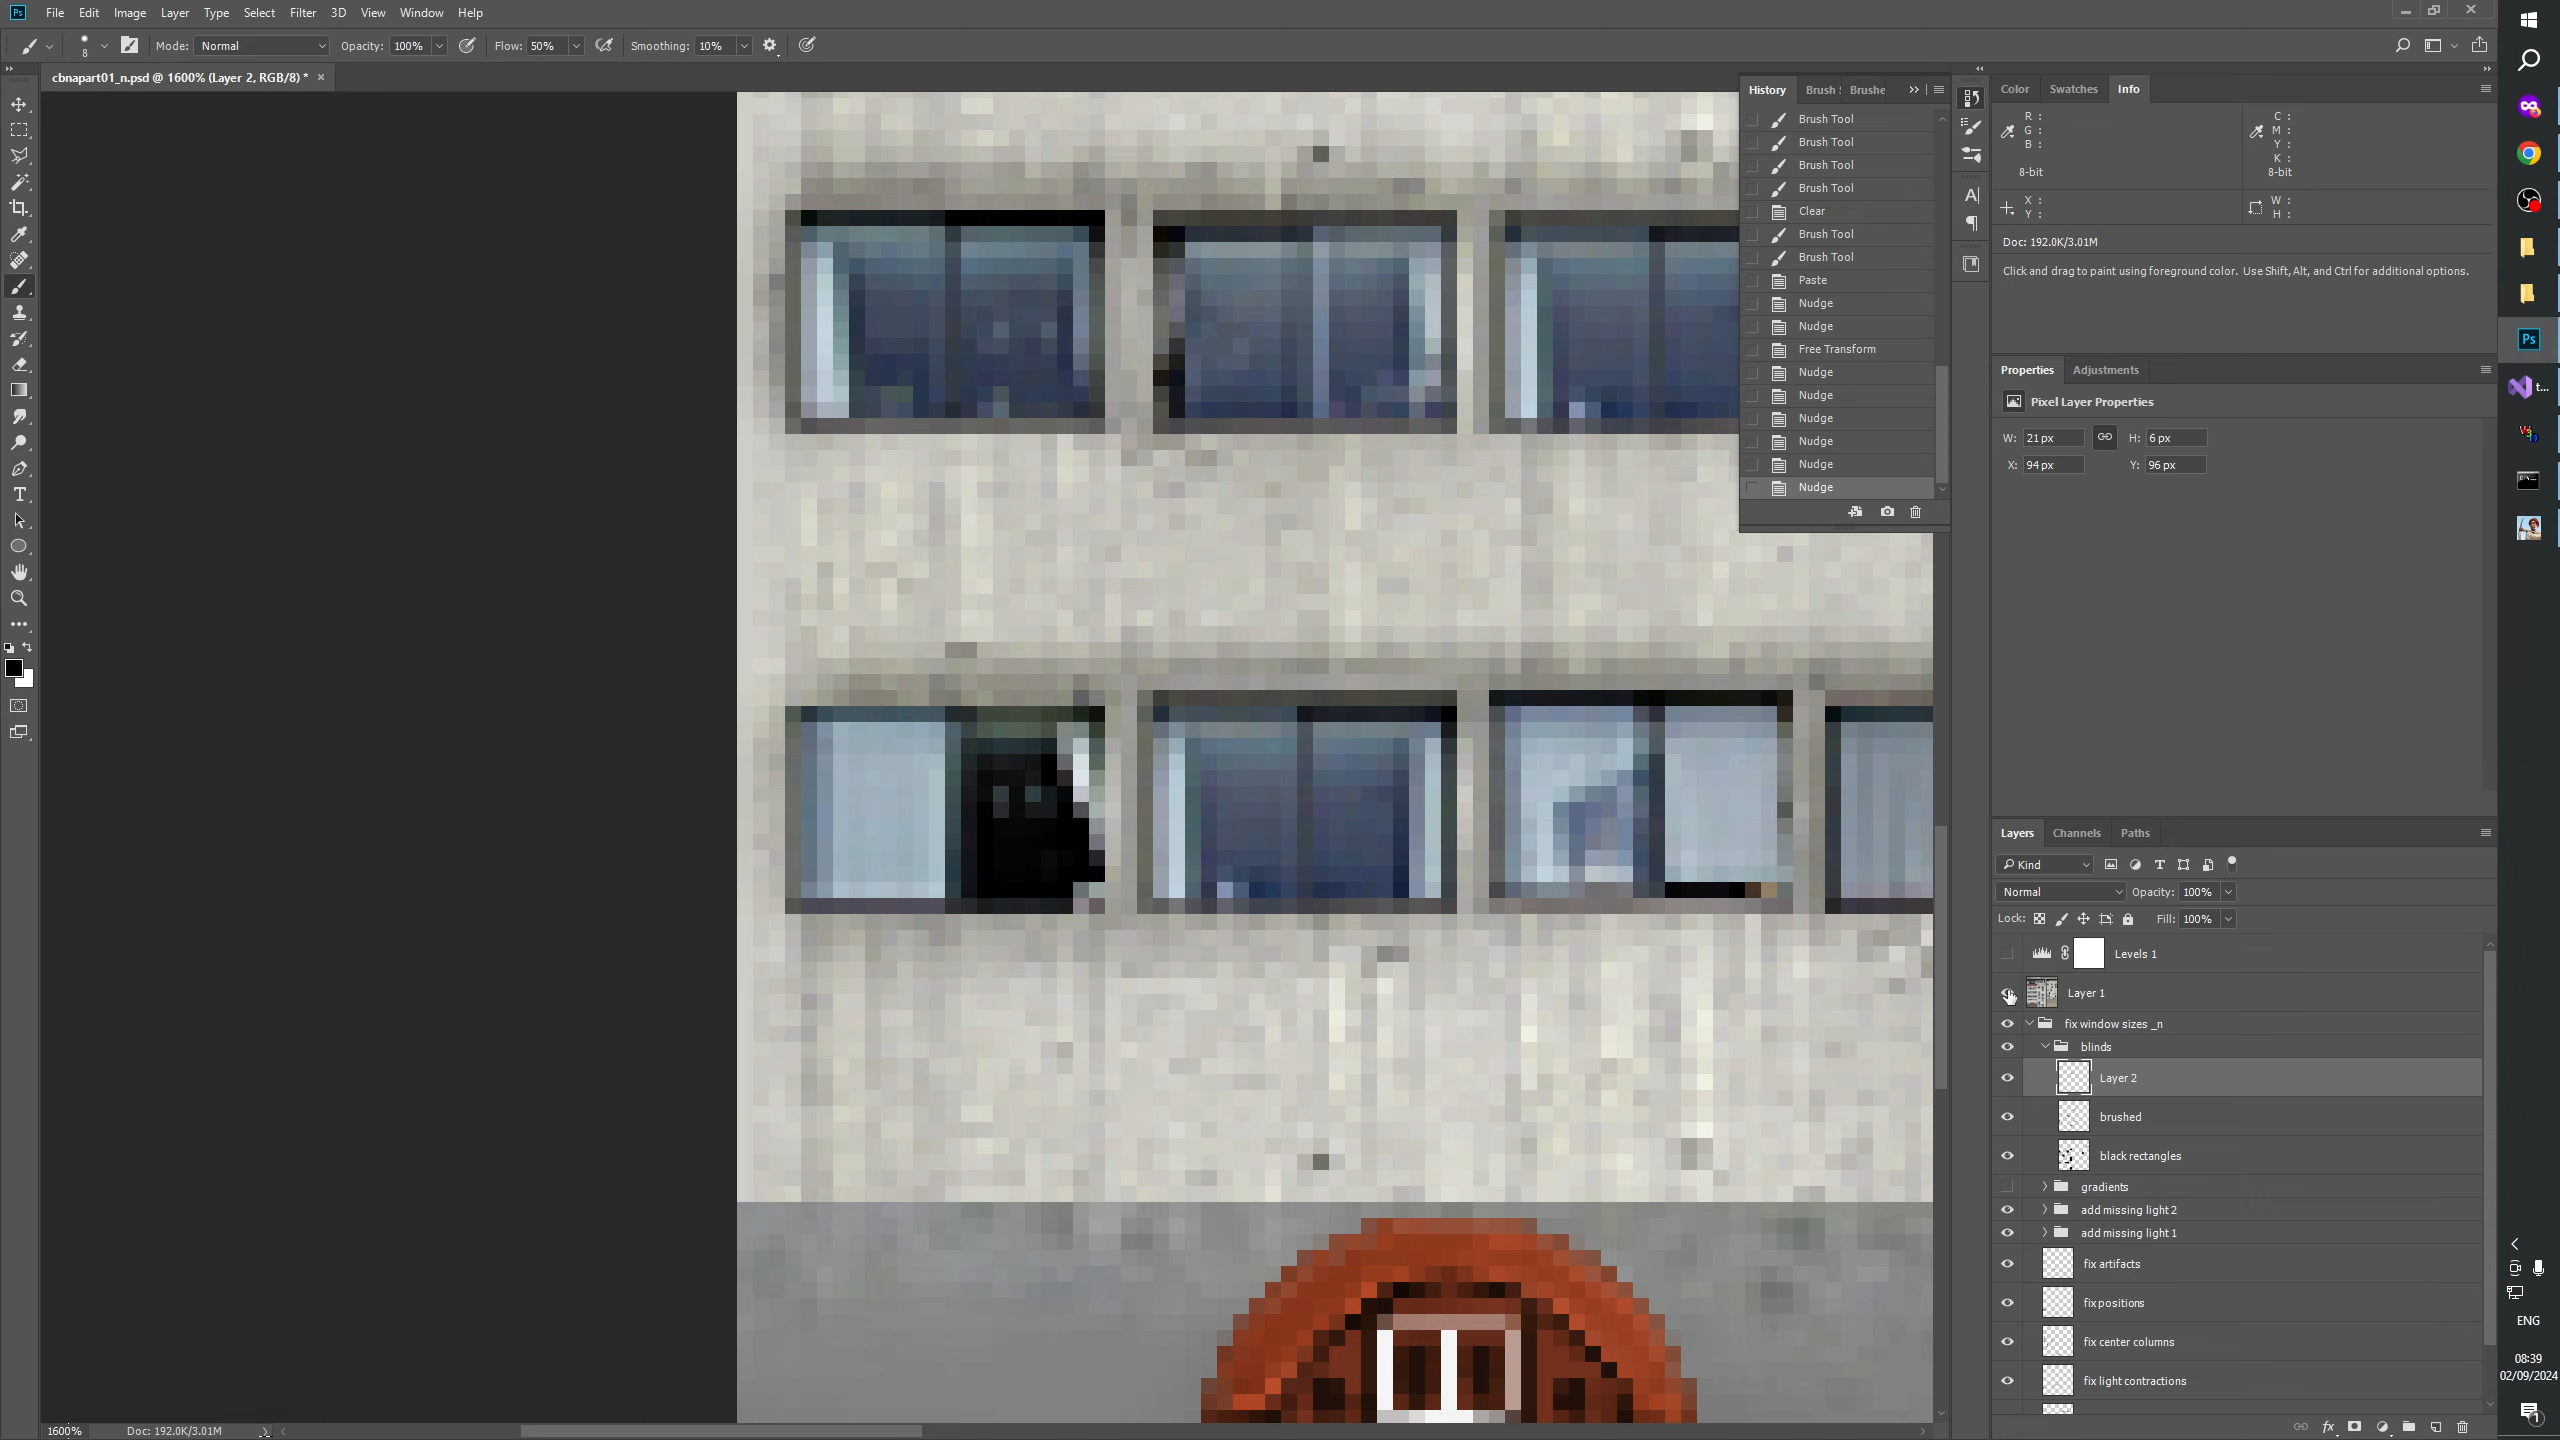 Ps File Edit Image Layer Type Select Filter 3D View Window Help
8 Mode: Normal Opacity: 100% Flow: 50% Smoothing: 10%
cbnapart01_n.psd @ 1600% (Layer 2, RGB/8) * ×
History Brush S Brushe
Brush Tool
Brush Tool
Brush Tool
Brush Tool
Clear
Brush Tool
Brush Tool
Paste
Nudge
Nudge
Free Transform
Nudge
Nudge
Nudge
Nudge
Nudge
Nudge
Color Swatches Info
R : C :
G : M :
B : Y :
K :
8-bit 8-bit
X : W :
Y : H :
Doc: 192.0K/3.01M
Click and drag to paint using foreground color. Use Shift, Alt, and Ctrl for additional options.
Properties Adjustments
Pixel Layer Properties
W: 21 px H: 6 px
X: 94 px Y: 96 px
Layers Channels Paths
Kind
Normal Opacity: 100%
Lock: Fill: 100%
Levels 1
Layer 1
fix window sizes _n
blinds
Layer 2
brushed
black rectangles
gradients
add missing light 2
add missing light 1
fix artifacts
fix positions
fix center columns
fix light contractions
1600% Doc: 192.0K/3.01M
Ps
t...
ENG
08:39
02/09/2024
1